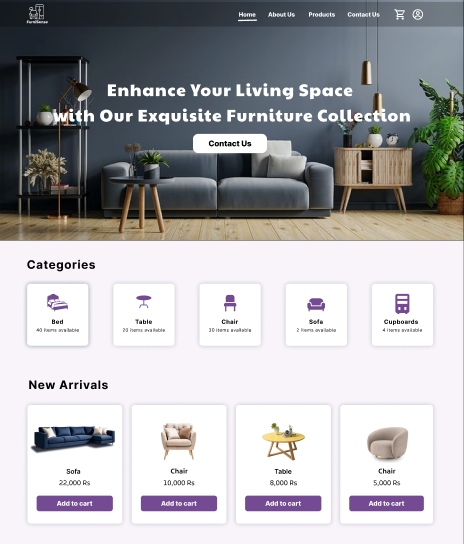 FurniSense
Home About Us Products Contact Us
Enhance Your Living Space
with Our Exquisite Furniture Collection
Contact Us
Categories
Bed Table Chair Sofa Cupboards
40 items available 20 items available 30 items available 2 items available 4 items available
New Arrivals
Sofa Chair Table Chair
22,000 Rs 10,000 Rs 8,000 Rs 5,000 Rs
Add to cart Add to cart Add to cart Add to cart